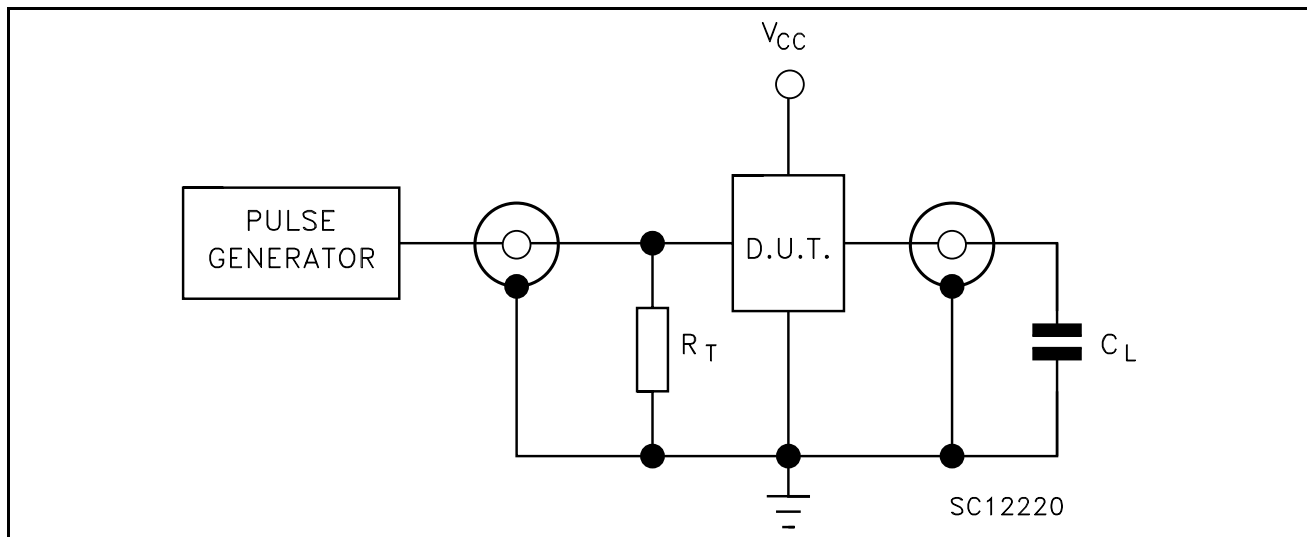 VCC
PULSE
GENERATOR
D.U.T.
RT
CL
SC12220